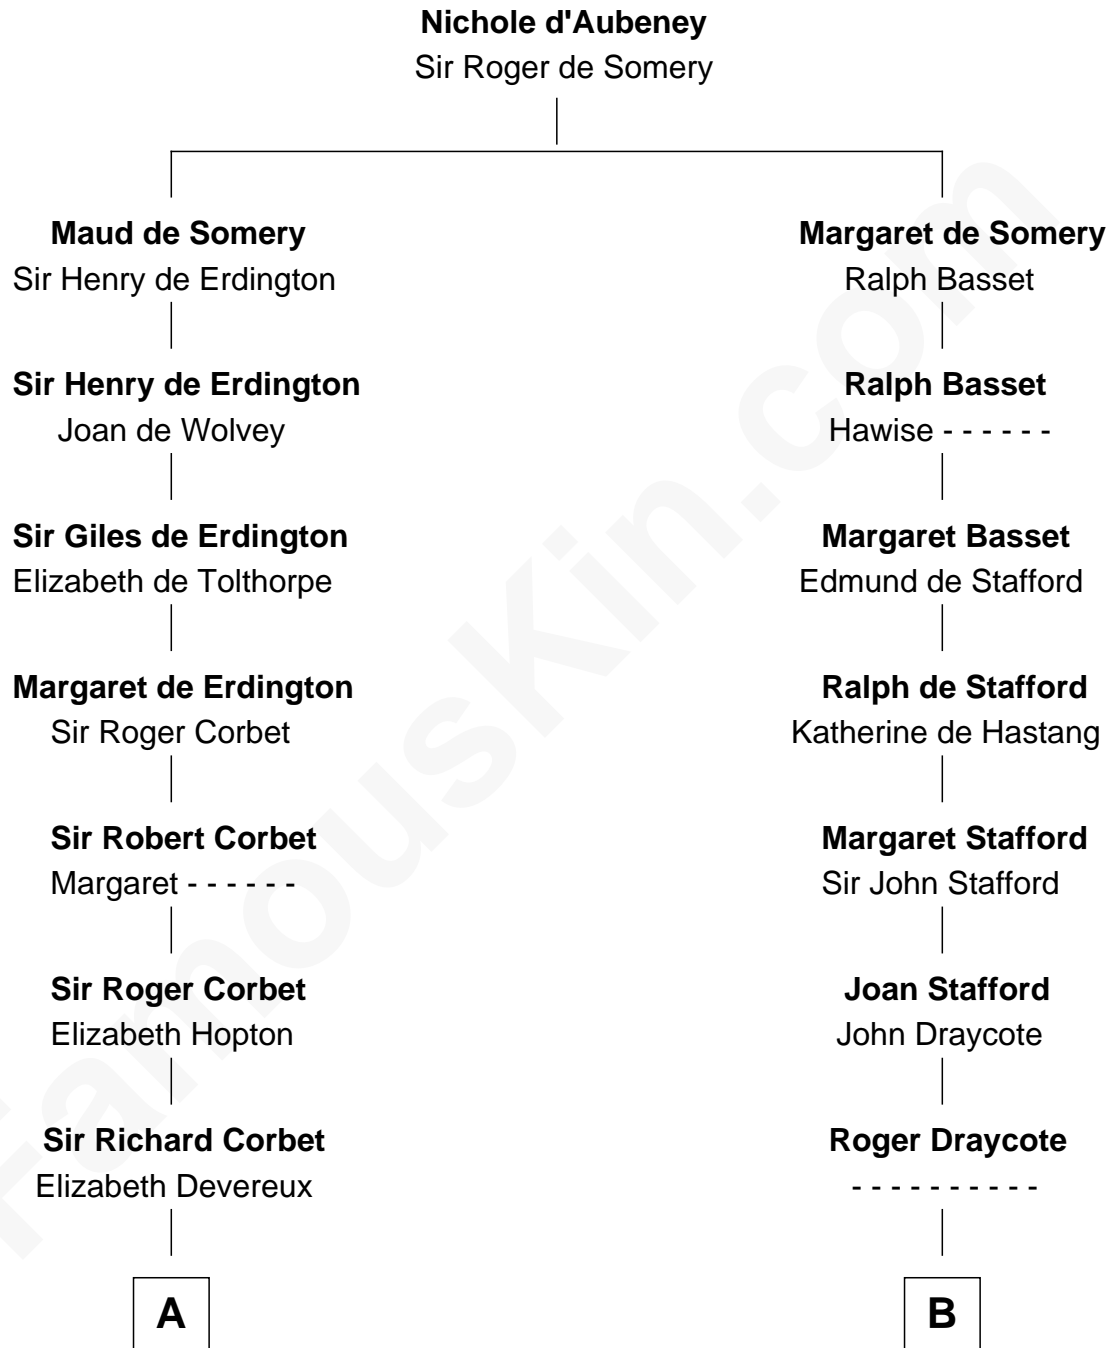 Nichole d'Aubeney
Sir Roger de Somery
Maud de Somery
Sir Henry de Erdington
Sir Henry de Erdington
Joan de Wolvey
Sir Giles de Erdington
Elizabeth de Tolthorpe
Margaret de Erdington
Sir Roger Corbet
Sir Robert Corbet
Margaret - - - - - -
Sir Roger Corbet
Elizabeth Hopton
Sir Richard Corbet
Elizabeth Devereux
A
Margaret de Somery
Ralph Basset
Ralph Basset
Hawise - - - - - -
Margaret Basset
Edmund de Stafford
Ralph de Stafford
Katherine de Hastang
Margaret Stafford
Sir John Stafford
Joan Stafford
John Draycote
Roger Draycote
- - - - - - - - - -
B
FamousKin.com